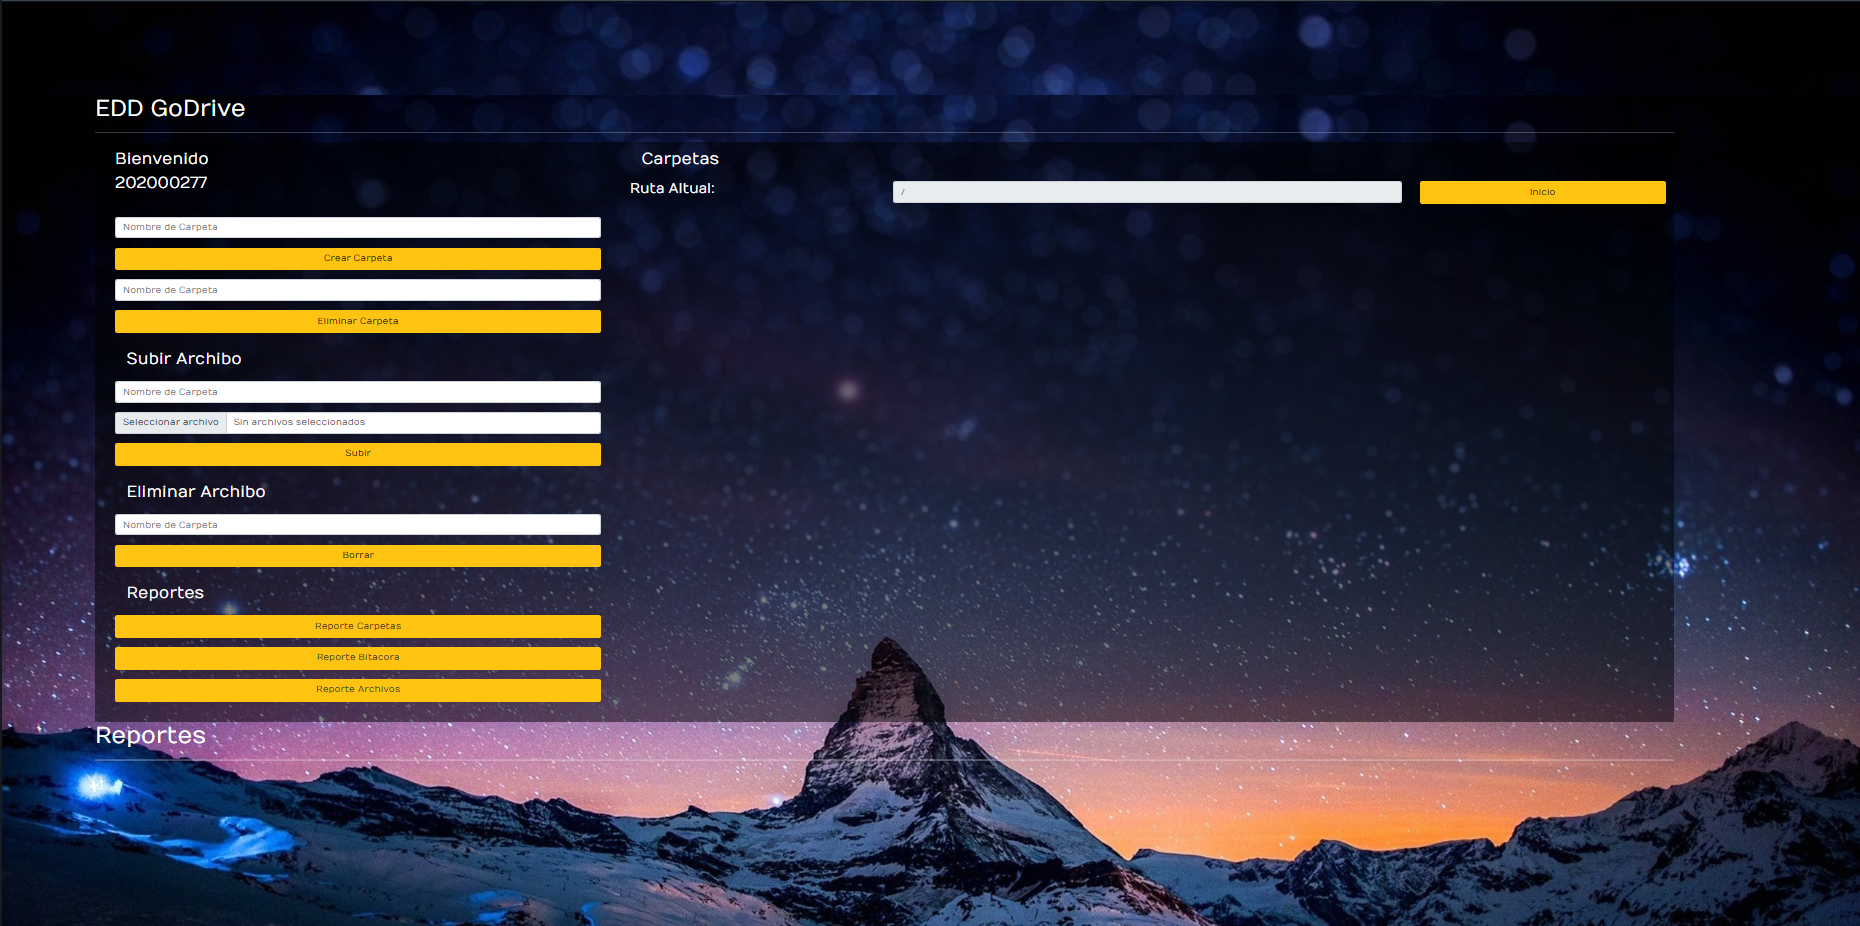 EDD GoDrive
Bienvenido
202000277
Nombre de Carpeta
Crear Carpeta
Nombre de Carpeta
Eliminar Carpeta
Subir Archibo
Nombre de Carpeta
Seleccionar archivo Sin archivos seleccionados
Subir
Eliminar Archibo
Nombre de Carpeta
Borrar
Reportes
Reporte Carpetas
Reporte Bitacora
Reporte Archivos
Carpetas
Ruta Altual: / Inicio
Reportes